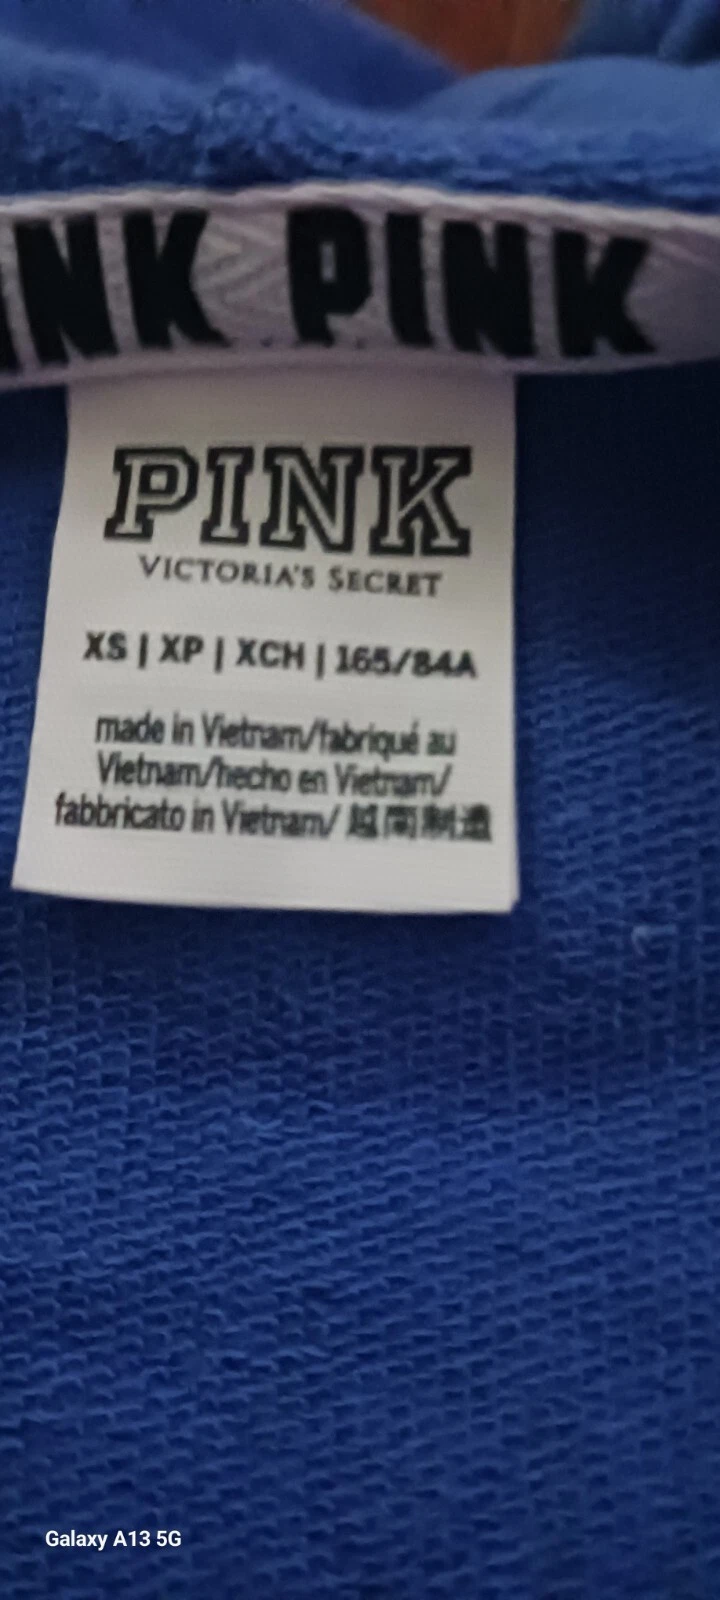 INK PINK
PINK
VICTORIA'S SECRET
XS | XP | XCH | 165/84A
made in Vietnam/fabriqué au
Vietnam/hecho en Vietnam/
fabbricato in Vietnam/ 越南制造
Galaxy A13 5G